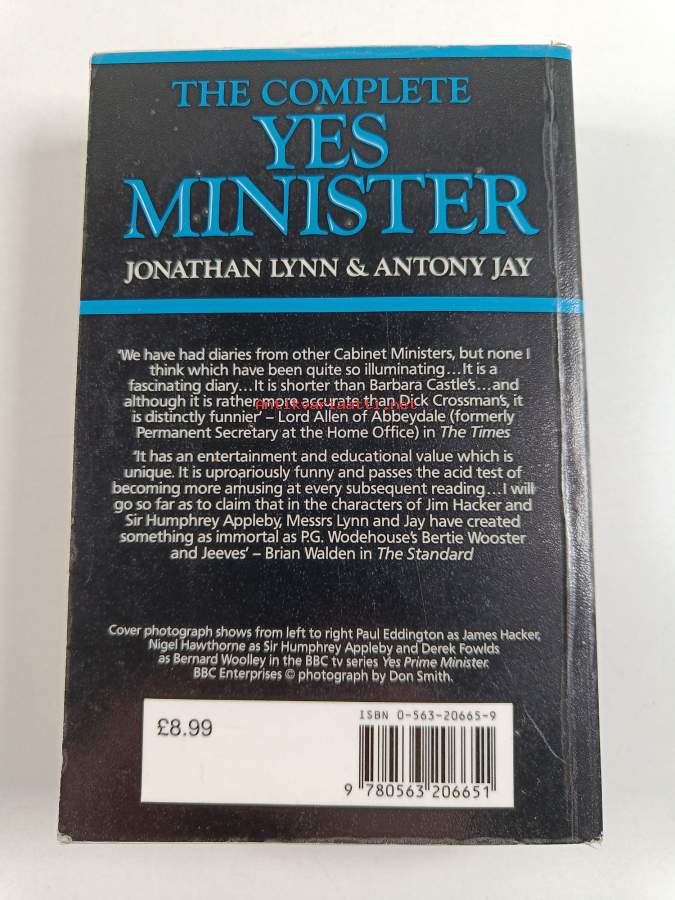 THE COMPLETE
YES
MINISTER
JONATHAN LYNN & ANTONY JAY
'We have had diaries from other Cabinet Ministers, but none I
think which have been quite so illuminating...It is a
fascinating diary...It is shorter than Barbara Castle's...and
although it is rather more accurate than Dick Crossman's, it
Antikvariaatti.net
is distinctly funnier' – Lord Allen of Abbeydale (formerly
Permanent Secretary at the Home Office) in The Times
'It has an entertainment and educational value which is
unique. It is uproariously funny and passes the acid test of
becoming more amusing at every subsequent reading...I will
go so far as to claim that in the characters of Jim Hacker and
Sir Humphrey Appleby, Messrs Lynn and Jay have created
something as immortal as P.G. Wodehouse's Bertie Wooster
and Jeeves' – Brian Walden in The Standard
Cover photograph shows from left to right Paul Eddington as James Hacker,
Nigel Hawthorne as Sir Humphrey Appleby and Derek Fowlds
as Bernard Woolley in the BBC tv series Yes Prime Minister.
BBC Enterprises © photograph by Don Smith.
£8.99
ISBN 0-563-20665-9
9 780563 206651